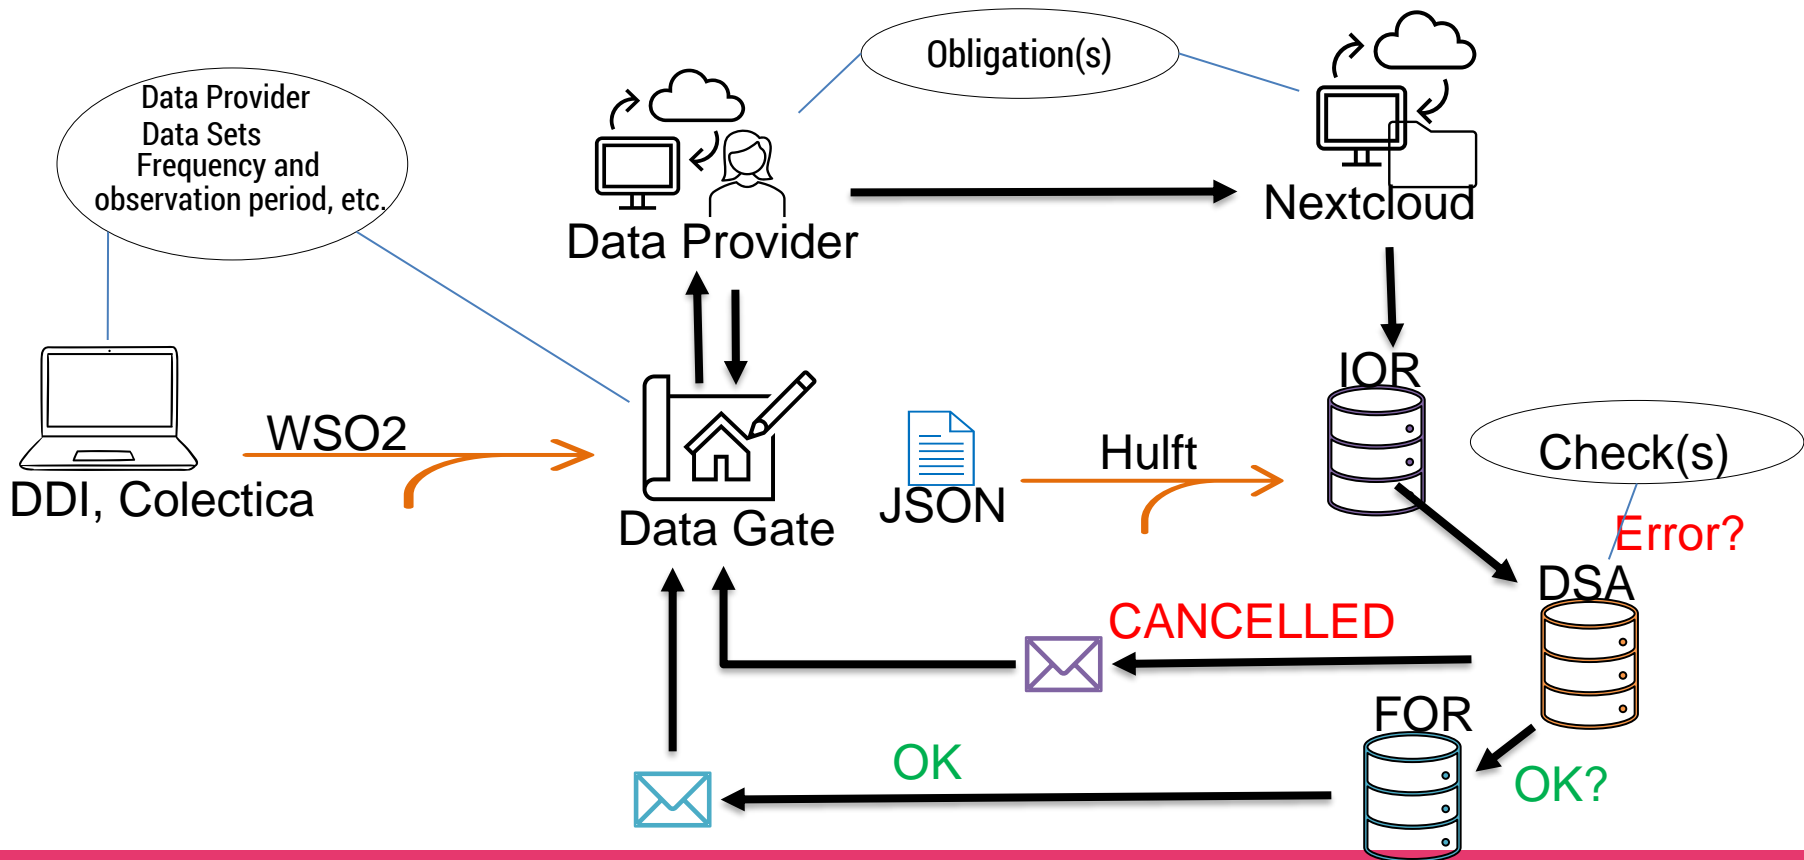 Obligation(s)
Data Provider
Data Sets
Frequency and
observation period, etc.
Nextcloud
Data Provider
IOR
WSO2
Hulft
Check(s)
DDI, Colectica
JSON
Data Gate
Error?
DSA
CANCELLED
FOR
OK
OK?